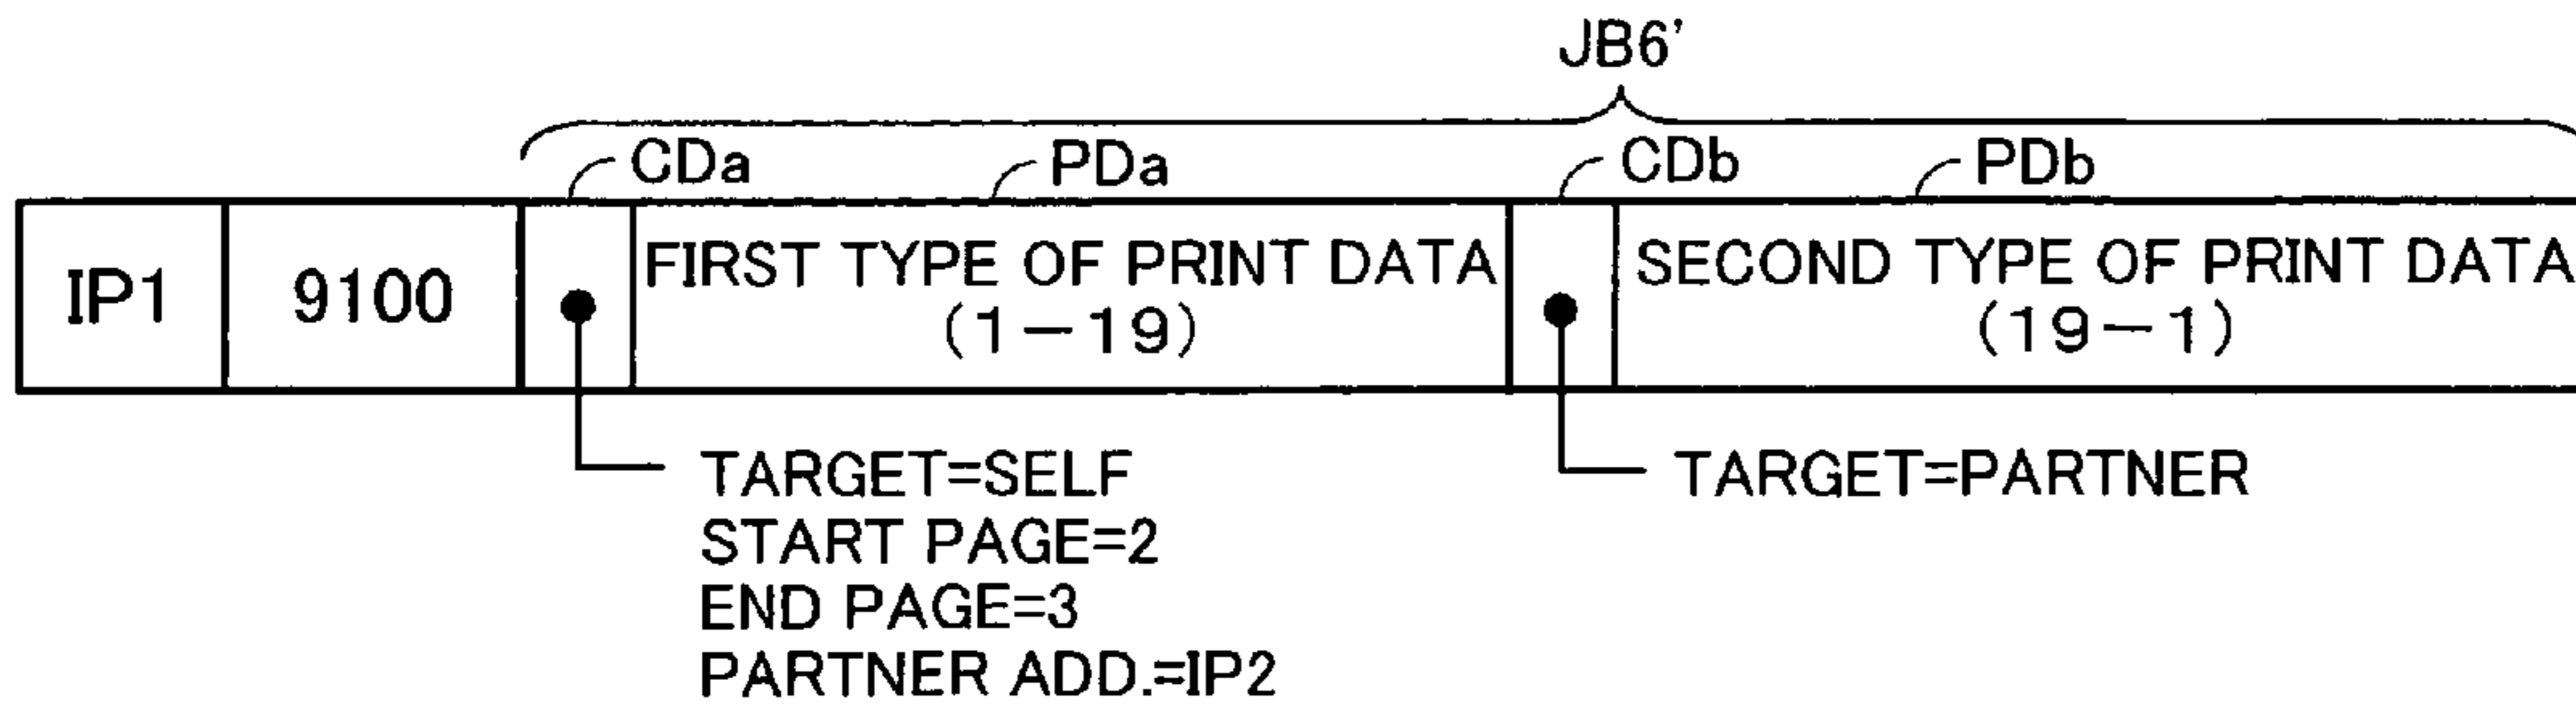 JB6'
CDa PDa CDb PDb
IP1 9100 FIRST TYPE OF PRINT DATA SECOND TYPE OF PRINT DATA
(1-19) (19-1)
TARGET=SELF TARGET=PARTNER
START PAGE=2
END PAGE=3
PARTNER ADD.=IP2